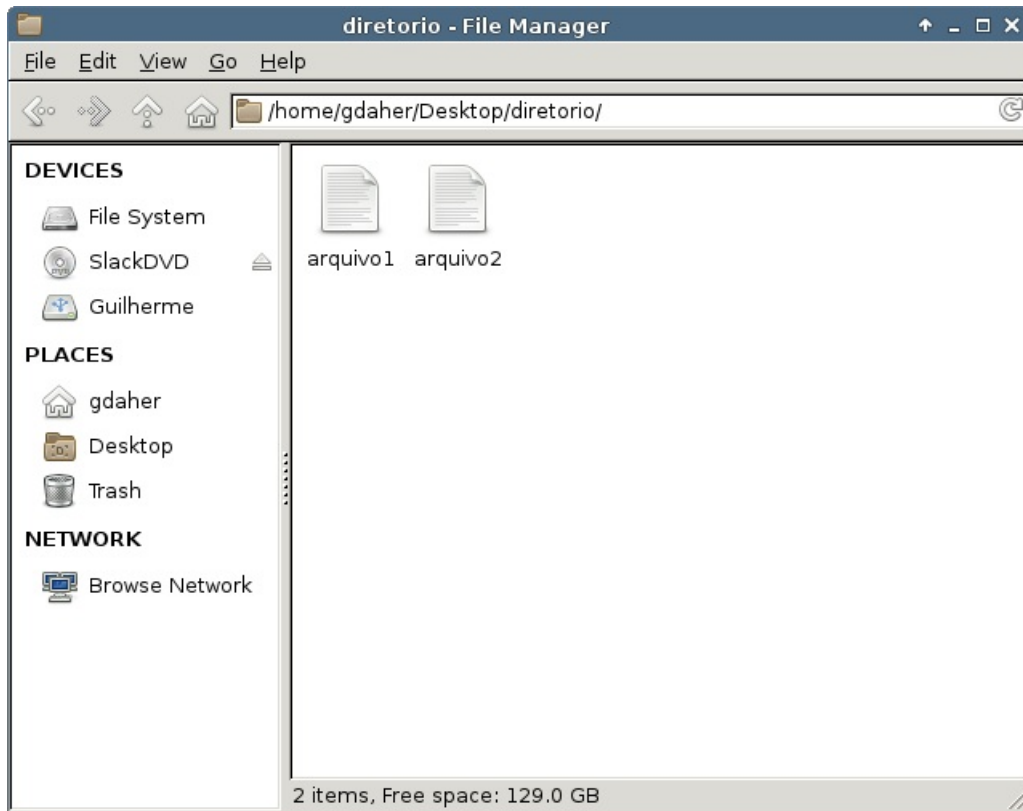 diretorio - File Manager
File Edit View Go Help
/home/gdaher/Desktop/diretorio/
DEVICES
File System
SlackDVD
Guilherme
PLACES
gdaher
Desktop
Trash
NETWORK
Browse Network
arquivo1 arquivo2
2 items, Free space: 129.0 GB